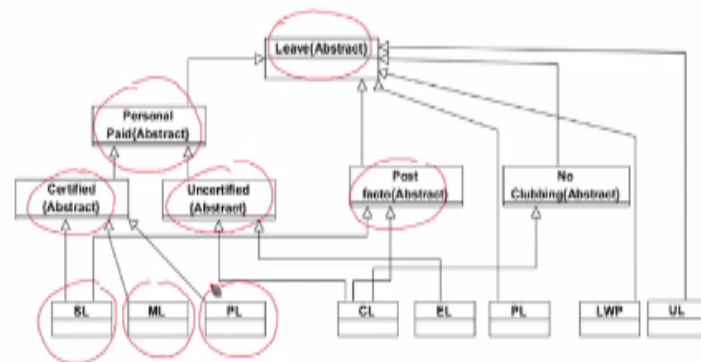 Leave(Abstract)
Personal
Paid(Abstract)
Certified
(Abstract)
Uncertified
(Abstract)
Post
facto(Abstract)
No
Clubbing(Abstract)
SL
ML
PL
CL
EL
PL
LWP
UL